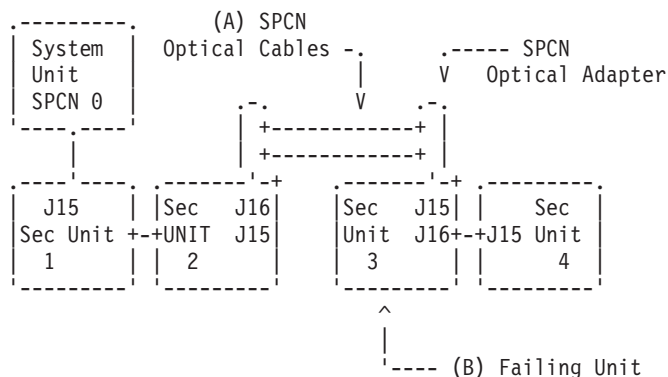 (A) SPCN
System Optical Cables SPCN
Unit V Optical Adapter
SPCN 0 V
J15 Sec J16 Sec J15 Sec
Sec Unit UNIT J15 Unit J16 J15 Unit
1 2 3 4
(B) Failing Unit